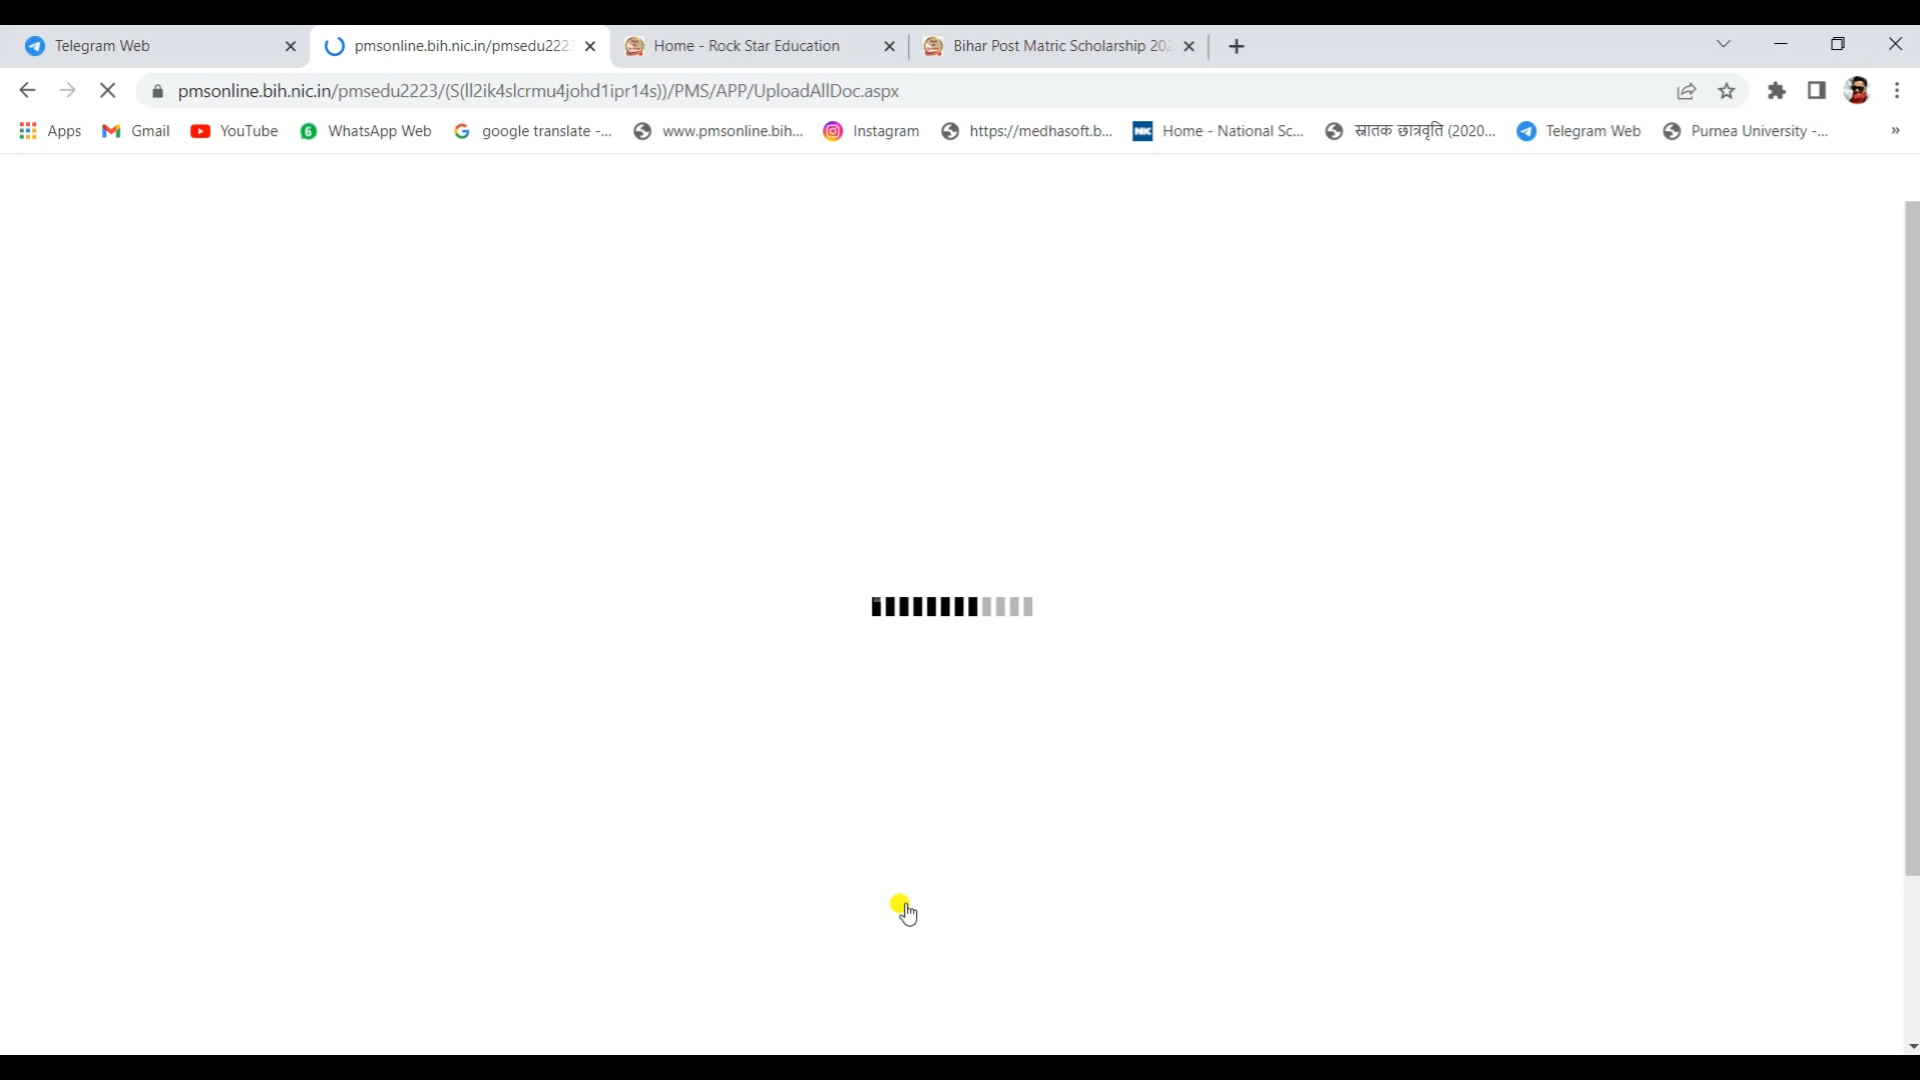 Telegram Web
pmsonline.bih.nic.in/pmsedu222
Home - Rock Star Education
Bihar Post Matric Scholarship 202
pmsonline.bih.nic.in/pmsedu2223/(S(ll2ik4slcrmu4johd1ipr14s))/PMS/APP/UploadAllDoc.aspx
Apps
Gmail
YouTube
6
WhatsApp Web
google translate -...
www.pmsonline.bih...
Instagram
https://medhasoft.b...
Home - National Sc...
स्नातक छात्रवृति (2020...
Telegram Web
Purnea University -...
»